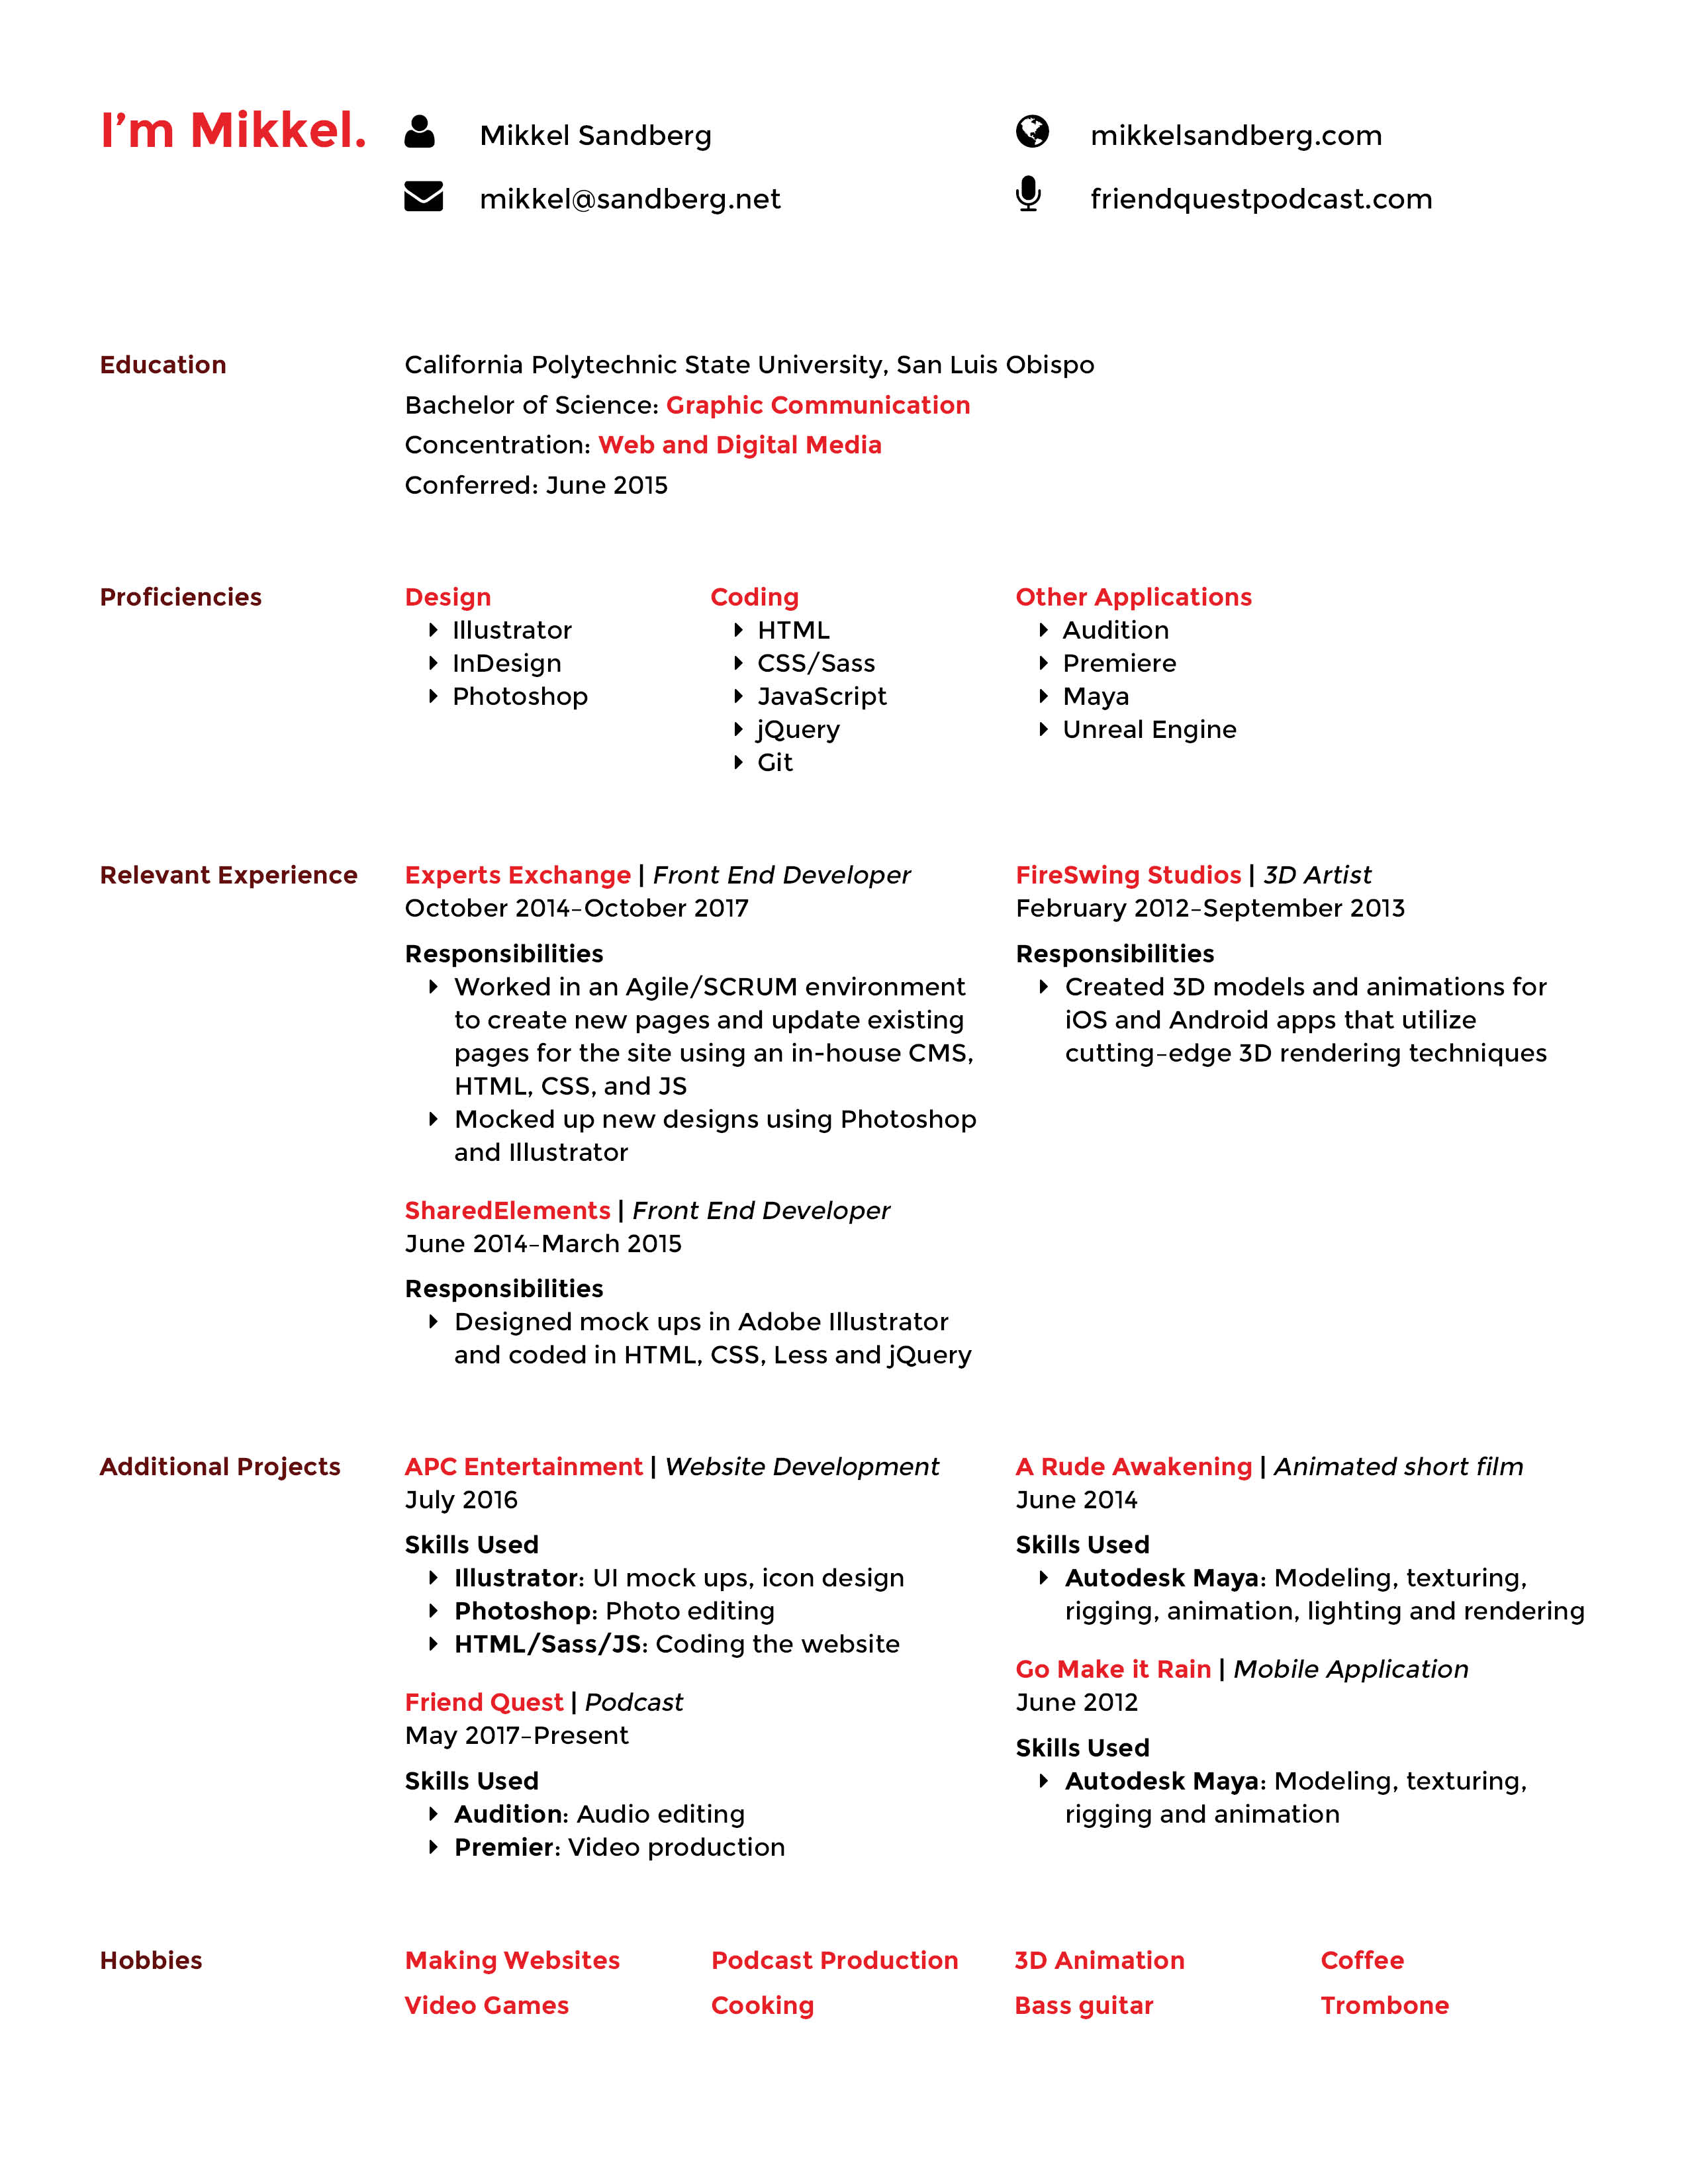 I'm Mikkel.
Mikkel Sandberg
mikkelsandberg.com
mikkel@sandberg.net
friendquestpodcast.com
Education
California Polytechnic State University, San Luis Obispo
Bachelor of Science: Graphic Communication
Concentration: Web and Digital Media
Conferred: June 2015
Proficiencies
Design
Illustrator
InDesign
Photoshop
Coding
HTML
CSS/Sass
JavaScript
jQuery
Git
Other Applications
Audition
Premiere
Maya
Unreal Engine
Relevant Experience
Experts Exchange | Front End Developer
October 2014–October 2017
Responsibilities
Worked in an Agile/SCRUM environment
to create new pages and update existing
pages for the site using an in-house CMS,
HTML, CSS, and JS
Mocked up new designs using Photoshop
and Illustrator
SharedElements | Front End Developer
June 2014–March 2015
Responsibilities
Designed mock ups in Adobe Illustrator
and coded in HTML, CSS, Less and jQuery
FireSwing Studios | 3D Artist
February 2012–September 2013
Responsibilities
Created 3D models and animations for
iOS and Android apps that utilize
cutting–edge 3D rendering techniques
Additional Projects
APC Entertainment | Website Development
July 2016
Skills Used
Illustrator: UI mock ups, icon design
Photoshop: Photo editing
HTML/Sass/JS: Coding the website
Friend Quest | Podcast
May 2017–Present
Skills Used
Audition: Audio editing
Premier: Video production
A Rude Awakening | Animated short film
June 2014
Skills Used
Autodesk Maya: Modeling, texturing,
rigging, animation, lighting and rendering
Go Make it Rain | Mobile Application
June 2012
Skills Used
Autodesk Maya: Modeling, texturing,
rigging and animation
Hobbies
Making Websites
Podcast Production
3D Animation
Coffee
Video Games
Cooking
Bass guitar
Trombone